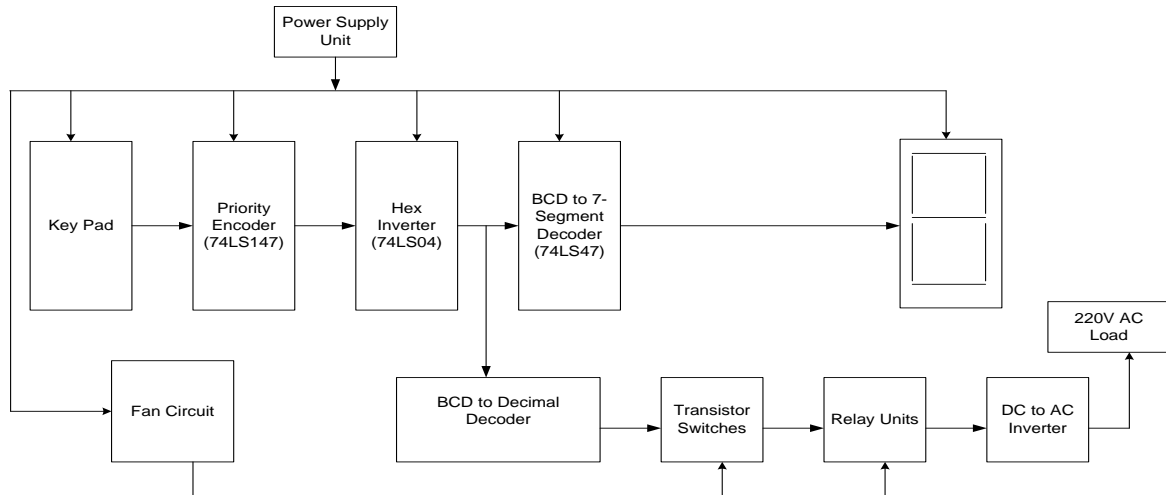 Power Supply
Unit
Key Pad
Priority
Encoder
(74LS147)
Hex
Inverter
(74LS04)
BCD to 7-
Segment
Decoder
(74LS47)
220V AC
Load
Fan Circuit
BCD to Decimal
Decoder
Transistor
Switches
Relay Units
DC to AC
Inverter